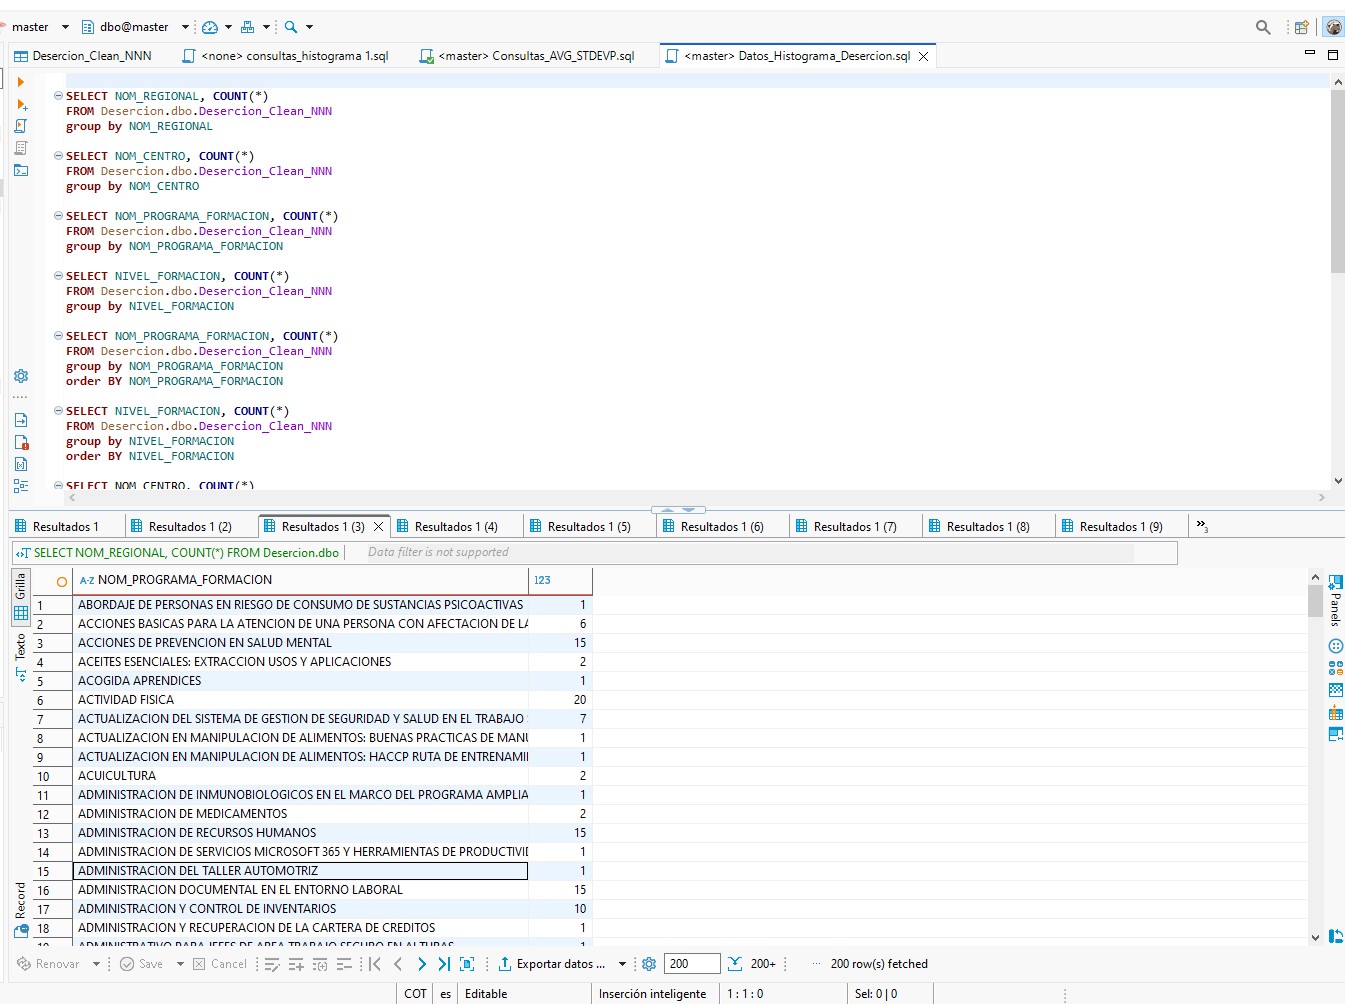 master dbo@master
Desercion_Clean_NNN <none> consultas_histograma 1.sql <master> Consultas_AVG_STDEVP.sql <master> Datos_Histograma_Desercion.sql
SELECT NOM_REGIONAL, COUNT(*)
FROM Desercion.dbo.Desercion_Clean_NNN
group by NOM_REGIONAL
SELECT NOM_CENTRO, COUNT(*)
FROM Desercion.dbo.Desercion_Clean_NNN
group by NOM_CENTRO
SELECT NOM_PROGRAMA_FORMACION, COUNT(*)
FROM Desercion.dbo.Desercion_Clean_NNN
group by NOM_PROGRAMA_FORMACION
SELECT NIVEL_FORMACION, COUNT(*)
FROM Desercion.dbo.Desercion_Clean_NNN
group by NIVEL_FORMACION
SELECT NOM_PROGRAMA_FORMACION, COUNT(*)
FROM Desercion.dbo.Desercion_Clean_NNN
group by NOM_PROGRAMA_FORMACION
order BY NOM_PROGRAMA_FORMACION
SELECT NIVEL_FORMACION, COUNT(*)
FROM Desercion.dbo.Desercion_Clean_NNN
group by NIVEL_FORMACION
order BY NIVEL_FORMACION
SELECT NOM_CENTRO, COUNT(*)
Resultados 1 Resultados 1 (2) Resultados 1 (3) Resultados 1 (4) Resultados 1 (5) Resultados 1 (6) Resultados 1 (7) Resultados 1 (8) Resultados 1 (9) »3
SELECT NOM_REGIONAL, COUNT(*) FROM Desercion.dbo Data filter is not supported
Grilla
Texto
Record
Panels
A-Z NOM_PROGRAMA_FORMACION 123
1 ABORDAJE DE PERSONAS EN RIESGO DE CONSUMO DE SUSTANCIAS PSICOACTIVAS 1
2 ACCIONES BASICAS PARA LA ATENCION DE UNA PERSONA CON AFECTACION DE LA 6
3 ACCIONES DE PREVENCION EN SALUD MENTAL 15
4 ACEITES ESENCIALES: EXTRACCION USOS Y APLICACIONES 2
5 ACOGIDA APRENDICES 1
6 ACTIVIDAD FISICA 20
7 ACTUALIZACION DEL SISTEMA DE GESTION DE SEGURIDAD Y SALUD EN EL TRABAJO 7
8 ACTUALIZACION EN MANIPULACION DE ALIMENTOS: BUENAS PRACTICAS DE MANU 1
9 ACTUALIZACION EN MANIPULACION DE ALIMENTOS: HACCP RUTA DE ENTRENAMI 1
10 ACUICULTURA 2
11 ADMINISTRACION DE INMUNOBIOLOGICOS EN EL MARCO DEL PROGRAMA AMPLIA 1
12 ADMINISTRACION DE MEDICAMENTOS 2
13 ADMINISTRACION DE RECURSOS HUMANOS 15
14 ADMINISTRACION DE SERVICIOS MICROSOFT 365 Y HERRAMIENTAS DE PRODUCTIVID 1
15 ADMINISTRACION DEL TALLER AUTOMOTRIZ 1
16 ADMINISTRACION DOCUMENTAL EN EL ENTORNO LABORAL 15
17 ADMINISTRACION Y CONTROL DE INVENTARIOS 10
18 ADMINISTRACION Y RECUPERACION DE LA CARTERA DE CREDITOS 1
19 ADMINISTRATIVO PARA JEFES DE AREA TRABAJO SEGURO EN ALTURAS 1
Renovar Save Cancel Exportar datos ... 200 200+ 200 row(s) fetched
COT es Editable Inserción inteligente 1 : 1 : 0 Sel: 0 | 0